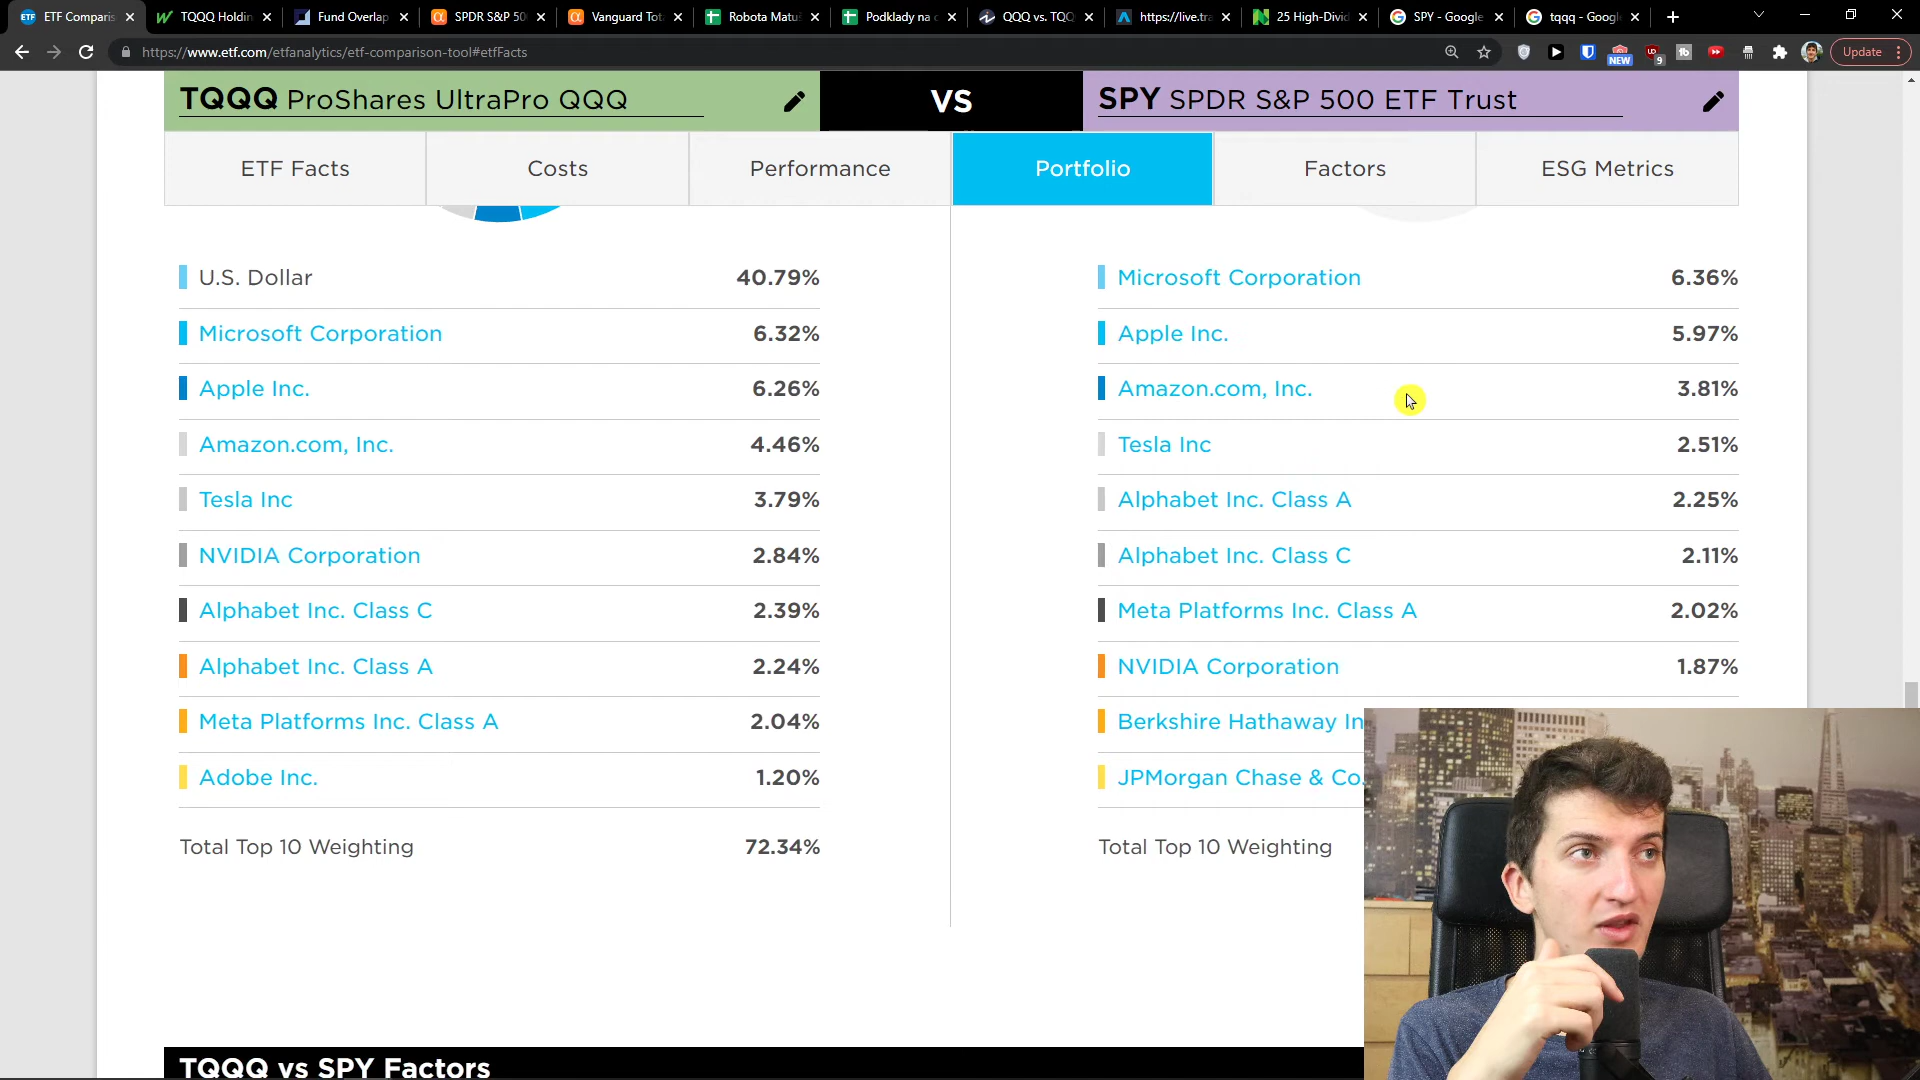 ETF Comparis
TQQQ Holdin
Fund Overlap
SPDR S&P 50
Vanguard Tot
Robota Matu
Podklady na
QQQ vs. TQQ
https://live.tra
25 High-Divid
SPY - Google
tqqq - Googl
https://www.etf.com/etfanalytics/etf-comparison-tool#etfFacts
NEW
9
Update
TQQQ ProShares UltraPro QQQ
VS
SPY SPDR S&P 500 ETF Trust
ETF Facts
Costs
Performance
Portfolio
Factors
ESG Metrics
U.S. Dollar 40.79%
Microsoft Corporation 6.32%
Apple Inc. 6.26%
Amazon.com, Inc. 4.46%
Tesla Inc 3.79%
NVIDIA Corporation 2.84%
Alphabet Inc. Class C 2.39%
Alphabet Inc. Class A 2.24%
Meta Platforms Inc. Class A 2.04%
Adobe Inc. 1.20%
Total Top 10 Weighting 72.34%
Microsoft Corporation 6.36%
Apple Inc. 5.97%
Amazon.com, Inc. 3.81%
Tesla Inc 2.51%
Alphabet Inc. Class A 2.25%
Alphabet Inc. Class C 2.11%
Meta Platforms Inc. Class A 2.02%
NVIDIA Corporation 1.87%
Berkshire Hathaway In
JPMorgan Chase & Co.
Total Top 10 Weighting
TQQQ vs SPY Factors